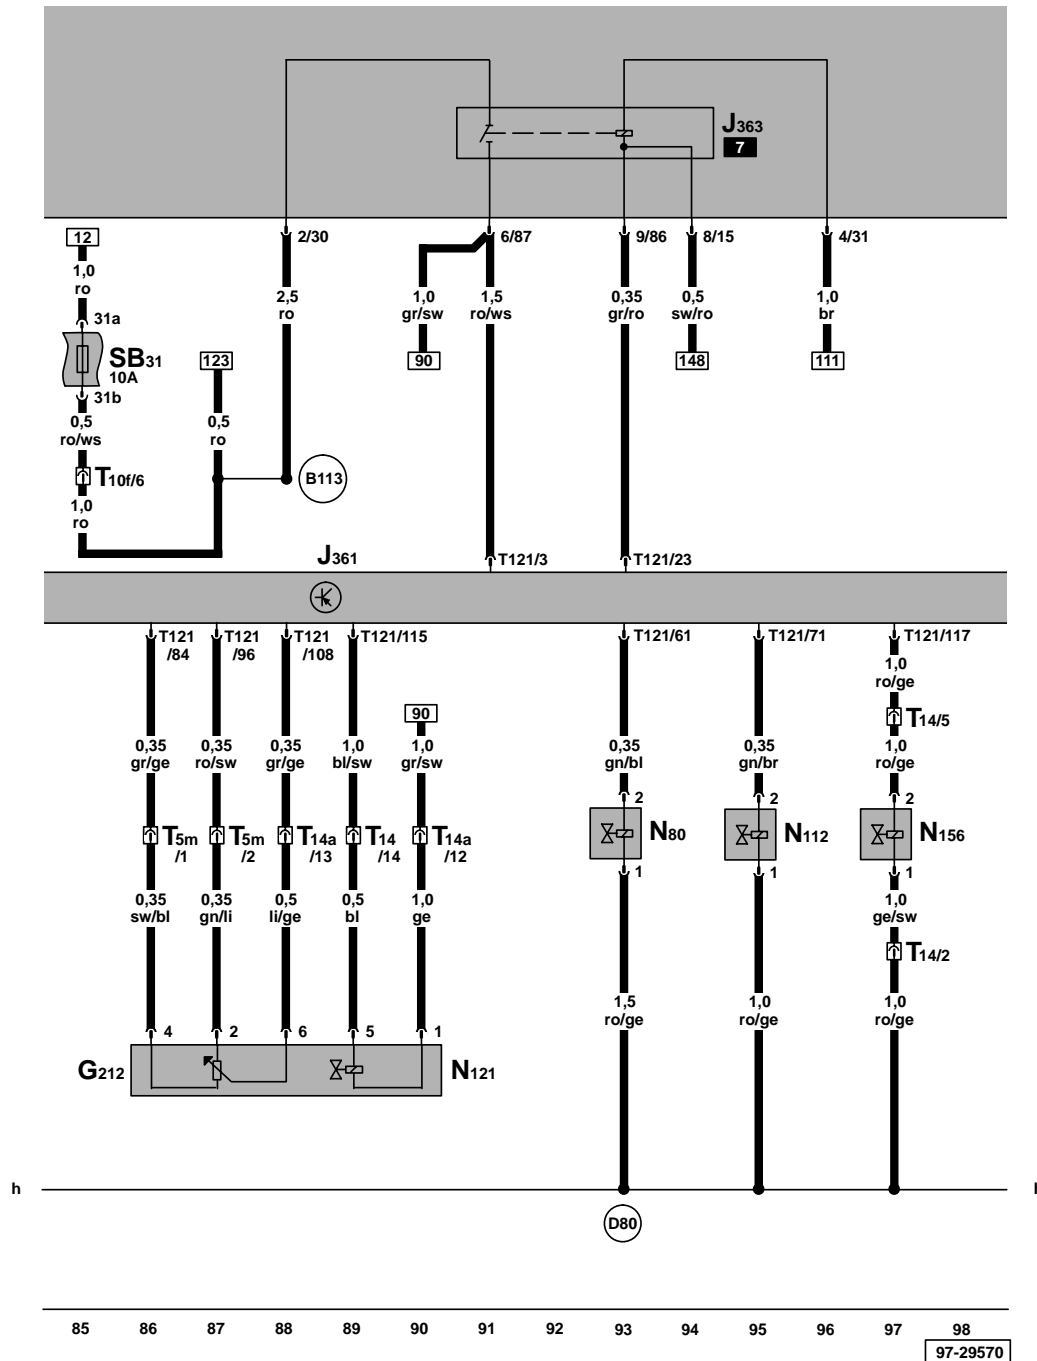 J363
7
12
2/30
6/87
9/86
8/15
4/31
1,0
ro
2,5
ro
1,0
gr/sw
1,5
ro/ws
0,35
gr/ro
0,5
sw/ro
1,0
br
31a
SB31
10A
31b
123
90
148
111
0,5
ro/ws
0,5
ro
T10f/6
B113
1,0
ro
J361
T121/3
T121/23
T121
/84
T121
/96
T121
/108
T121/115
T121/61
T121/71
T121/117
1,0
ro/ge
90
T14/5
0,35
gr/ge
0,35
ro/sw
0,35
gr/ge
1,0
bl/sw
1,0
gr/sw
0,35
gn/bl
0,35
gn/br
1,0
ro/ge
2
2
2
T5m
/1
T5m
/2
T14a
/13
T14
/14
T14a
/12
N80
N112
N156
1
1
1
0,35
sw/bl
0,35
gn/li
0,5
li/ge
0,5
bl
1,0
ge
1,0
ge/sw
T14/2
1,5
ro/ge
1,0
ro/ge
1,0
ro/ge
4
2
6
5
1
G212
N121
h
I
D80
85 86 87 88 89 90 91 92 93 94 95 96 97 98
97-29570